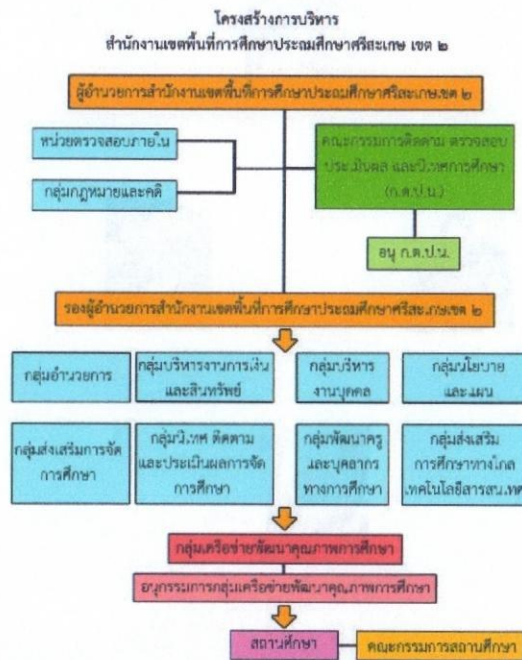 โครงสร้างการบริหาร
สำนักงานเขตพื้นที่การศึกษาประถมศึกษาศรีสะเกษ เขต ๒
ผู้อำนวยการสำนักงานเขตพื้นที่การศึกษาประถมศึกษาศรีสะเกษเขต ๒
หน่วยตรวจสอบภายใน
กลุ่มกฎหมายและคดี
คณะกรรมการติดตาม ตรวจสอบ
ประเมินผล และนิเทศการศึกษา
(ก.ต.ป.น.)
อนุ ก.ต.ป.น.
รองผู้อำนวยการสำนักงานเขตพื้นที่การศึกษาประถมศึกษาศรีสะเกษเขต ๒
กลุ่มอำนวยการ
กลุ่มบริหารงานการเงิน
และสินทรัพย์
กลุ่มบริหาร
งานบุคคล
กลุ่มนโยบาย
และแผน
กลุ่มส่งเสริมการจัด
การศึกษา
กลุ่มนิเทศ ติดตาม
และประเมินผลการจัด
การศึกษา
กลุ่มพัฒนาครู
และบุคลากร
ทางการศึกษา
กลุ่มส่งเสริม
การศึกษาทางไกล
เทคโนโลยีสารสนเทศ
กลุ่มเครือข่ายพัฒนาคุณภาพการศึกษา
อนุกรรมการกลุ่มเครือข่ายพัฒนาคุณภาพการศึกษา
สถานศึกษา
คณะกรรมการสถานศึกษา